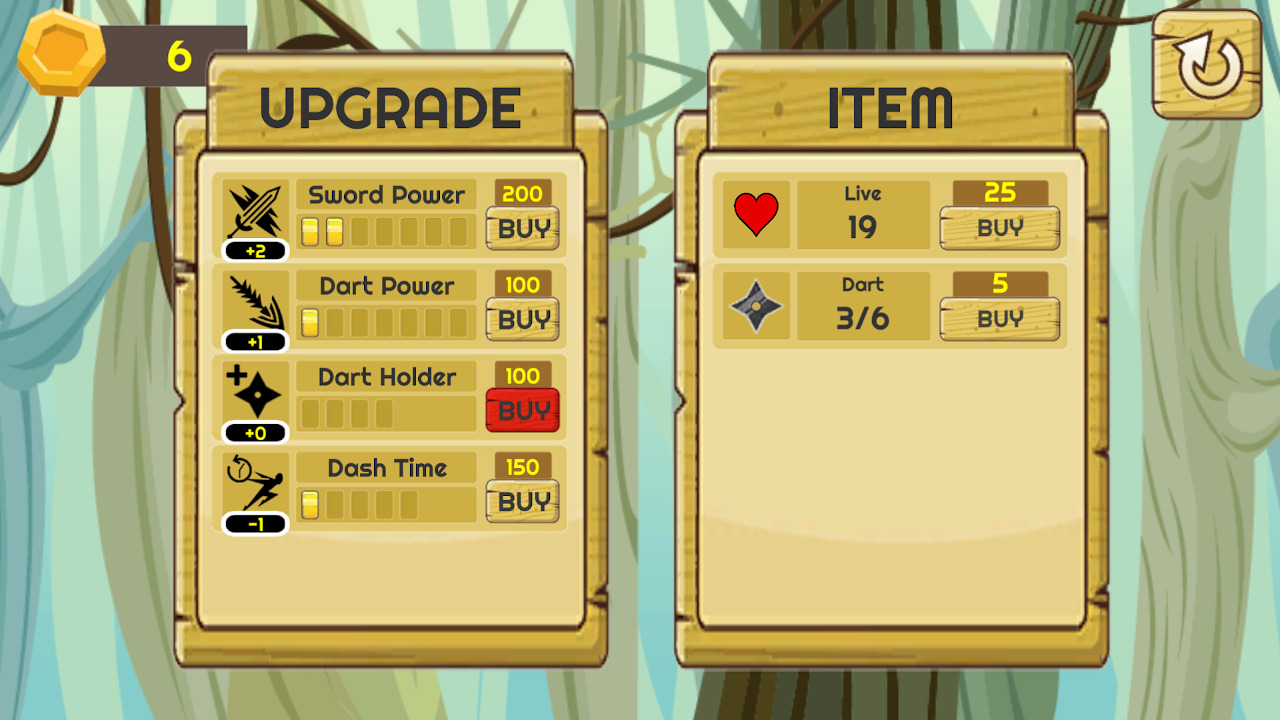 6
UPGRADE
Sword Power
200
BUY
+2
Dart Power
100
BUY
+1
Dart Holder
100
BUY
+0
Dash Time
150
BUY
-1
ITEM
Live
25
19
BUY
Dart
5
3/6
BUY